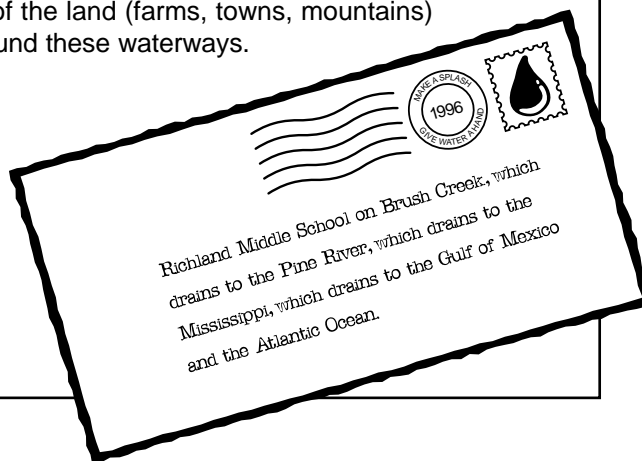 of the land (farms, towns, mountains)
und these waterways.
MAKE A SPLASH
1996
GIVE WATER A HAND
Richland Middle School on Brush Creek, which
drains to the Pine River, which drains to the
Mississippi, which drains to the Gulf of Mexico
and the Atlantic Ocean.